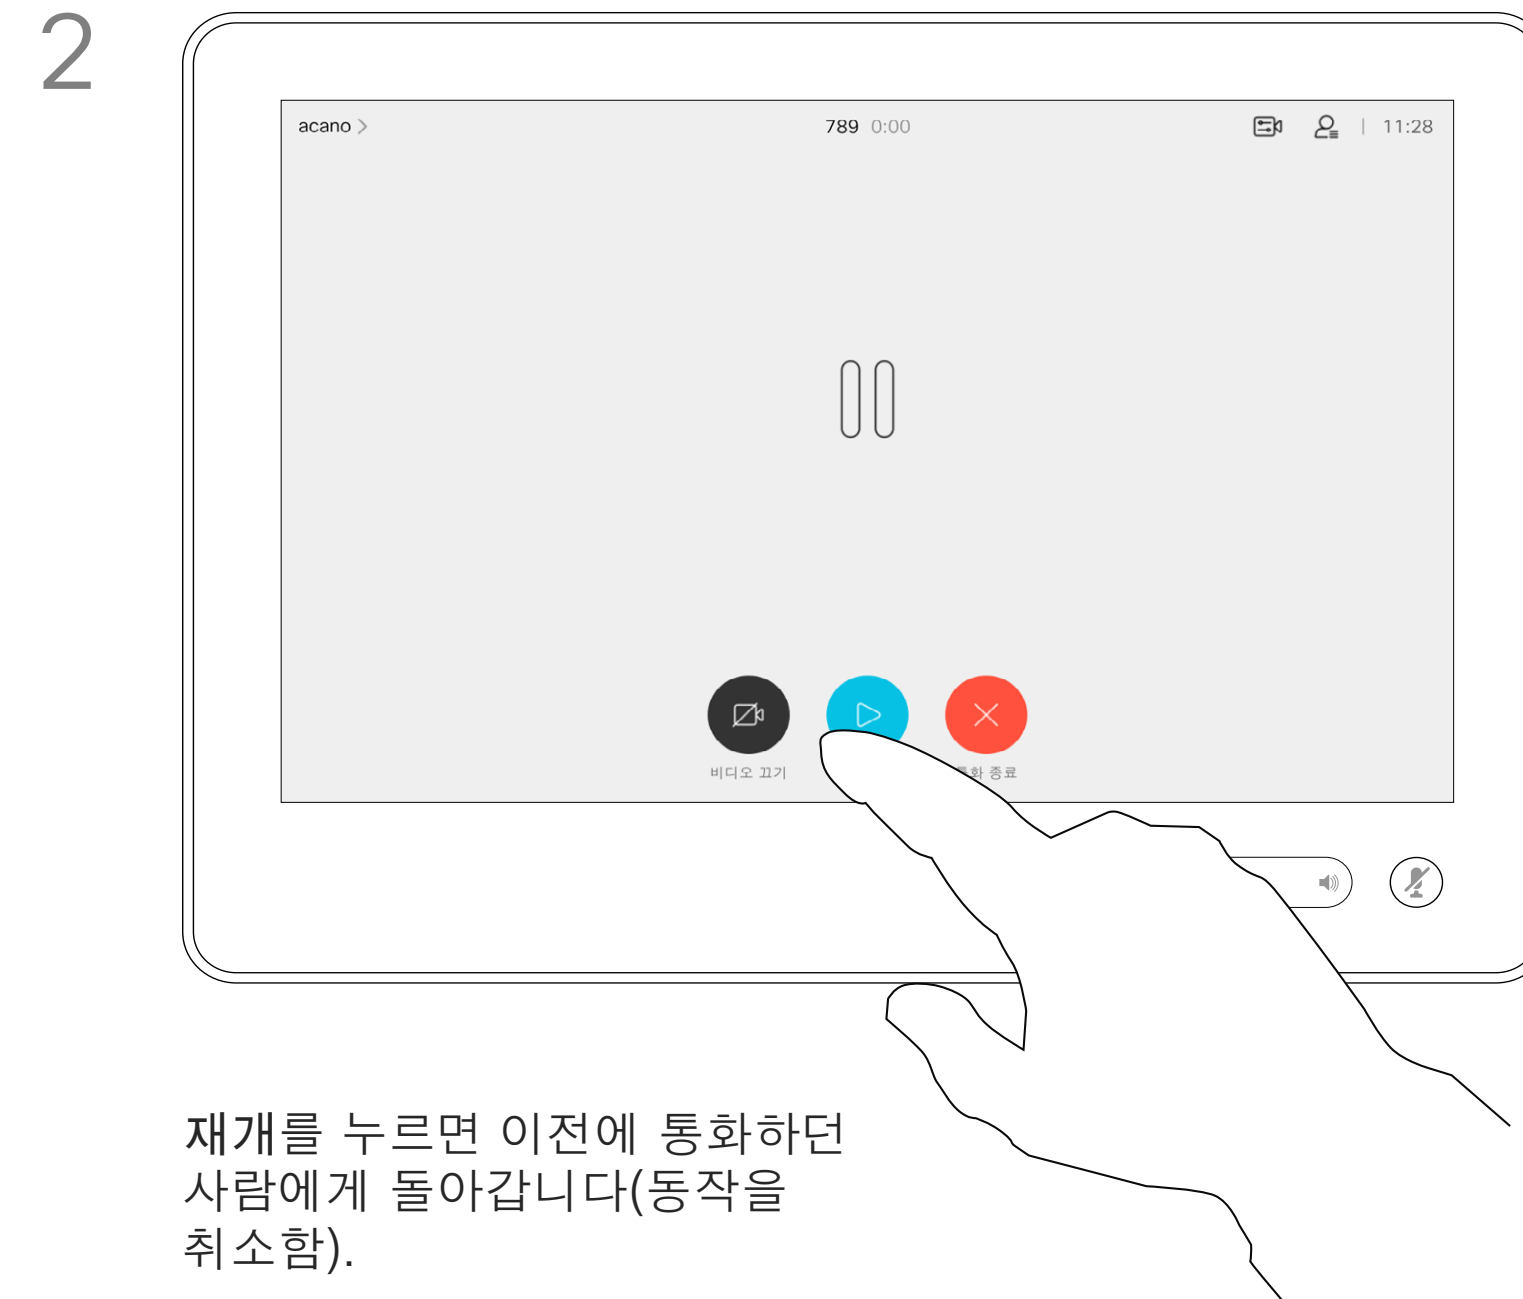 2
acano
789 0:00
11:28
비디오 끄기
종료
재개를 누르면 이전에 통화하던
사람에게 돌아갑니다(동작을
취소함).